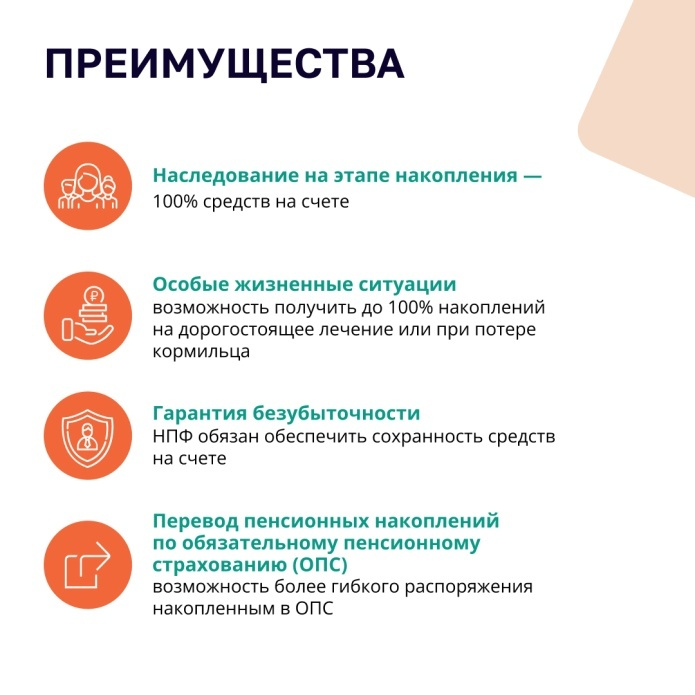 ПРЕИМУЩЕСТВА
Наследование на этапе накопления —
100% средств на счете
Особые жизненные ситуации
возможность получить до 100% накоплений
на дорогостоящее лечение или при потере
кормильца
Гарантия безубыточности
НПФ обязан обеспечить сохранность средств
на счете
Перевод пенсионных накоплений
по обязательному пенсионному
страхованию (ОПС)
возможность более гибкого распоряжения
накопленным в ОПС